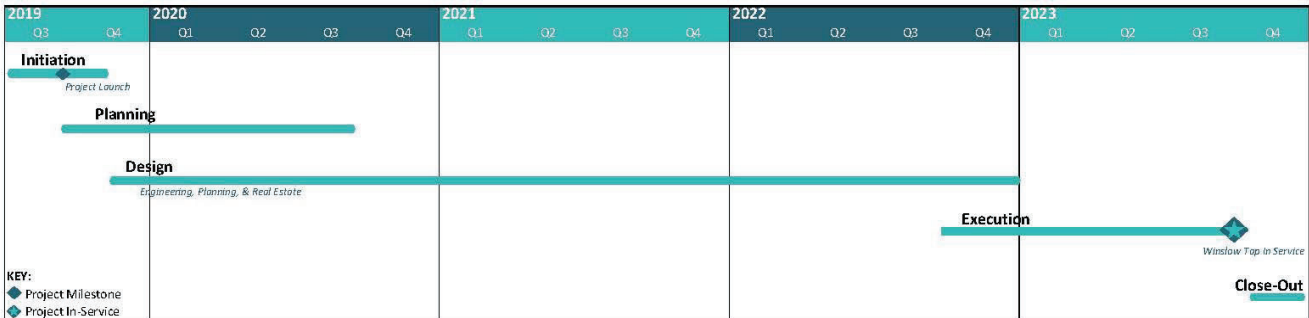 2019 2020 2021 2022 2023
Q3 Q4 Q1 Q2 Q3 Q4 Q1 Q2 Q3 Q4 Q1 Q2 Q3 Q4 Q1 Q2 Q3 Q4
Initiation
Project Launch
Planning
Design
Engineering, Planning, & Real Estate
Execution
Winslow Tap In Service
KEY:
Close-Out
Project Milestone
Project In-Service